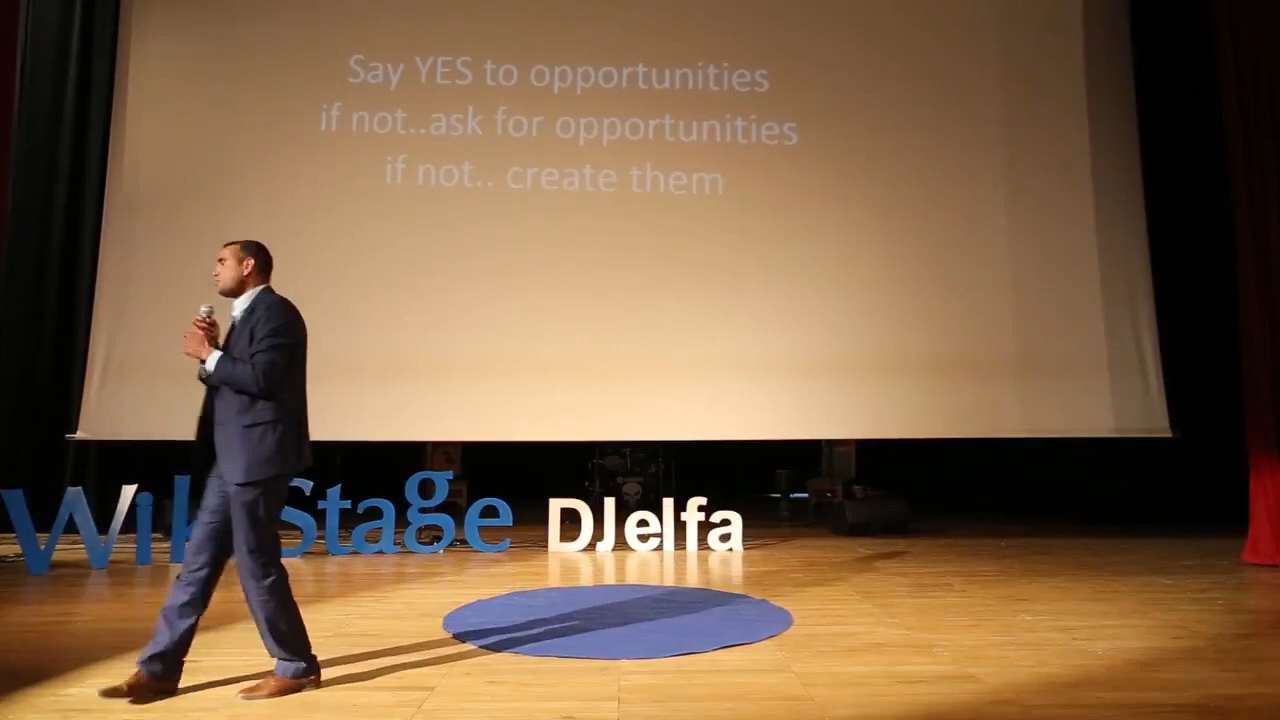 Say YES to opportunities
if not..ask for opportunities
if not.. create them
Wik Stage DJelfa